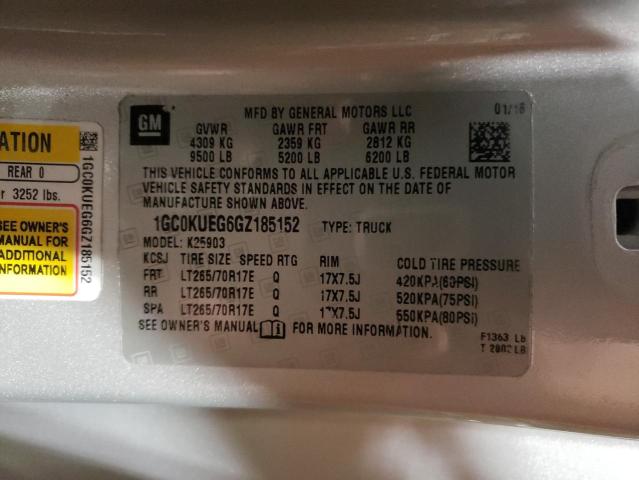 ATION
REAR 0
3252 lbs.
SEE OWNER'S
MANUAL FOR
ADDITIONAL
INFORMATION
1GC0KUEG6GZ185152
GM
MFD BY GENERAL MOTORS LLC 01/16
GVWR GAWR FRT GAWR RR
4309 KG 2359 KG 2812 KG
9500 LB 5200 LB 6200 LB
THIS VEHICLE CONFORMS TO ALL APPLICABLE U.S. FEDERAL MOTOR
VEHICLE SAFETY STANDARDS IN EFFECT ON THE DATE OF
MANUFACTURE SHOWN ABOVE.
1GC0KUEG6GZ185152 TYPE: TRUCK
MODEL: K25903
KCSJ TIRE SIZE SPEED RTG RIM COLD TIRE PRESSURE
FRT LT265/70R17E Q 17X7.5J 420KPA(60PSI)
RR LT265/70R17E Q 17X7.5J 520KPA(75PSI)
SPA LT265/70R17E Q 17X7.5J 550KPA(80PSI)
SEE OWNER'S MANUAL FOR MORE INFORMATION.
F1363 LB
T LB